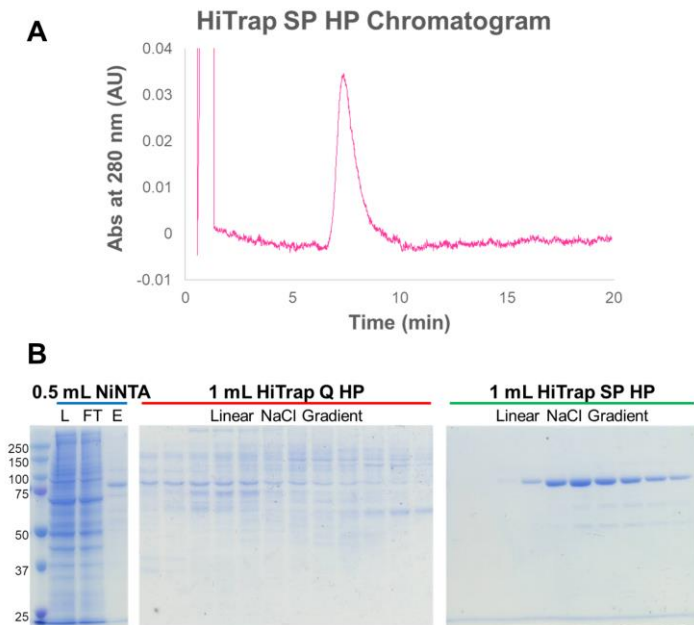 A
HiTrap SP HP Chromatogram
Abs at 280 nm (AU)
0.04
0.03
0.02
0.01
0
-0.01
0 5 10 15 20
Time (min)
B
0.5 mL NiNTA 1 mL HiTrap Q HP 1 mL HiTrap SP HP
L FT E Linear NaCl Gradient Linear NaCl Gradient
250
150
100
75
50
37
25